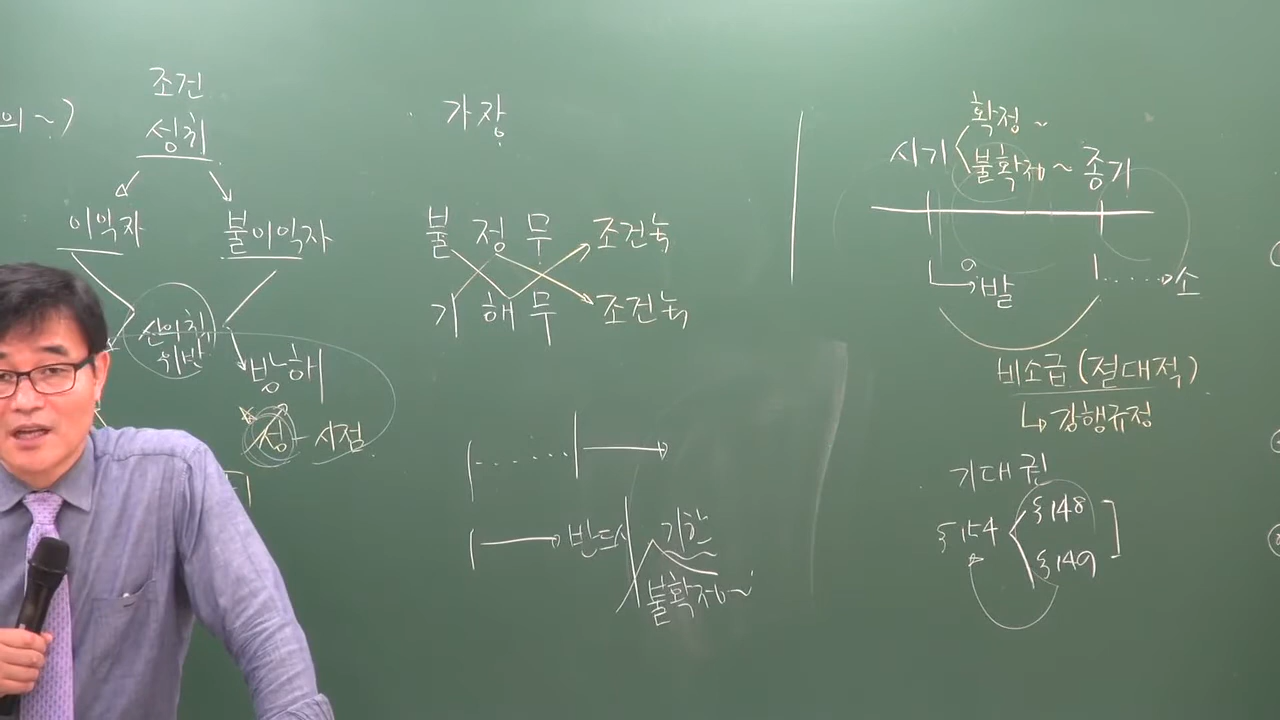 의~)
조건
성취
이익자
불이익자
신의칙
위반
방해
성 - 시점
가장
불 정 무 조건
기 해 무 조건
반드시 기한
불확정~
시기 확정~
불확정~ 종기
발
소
비소급(절대적)
강행규정
기대권
§154 §148
§149